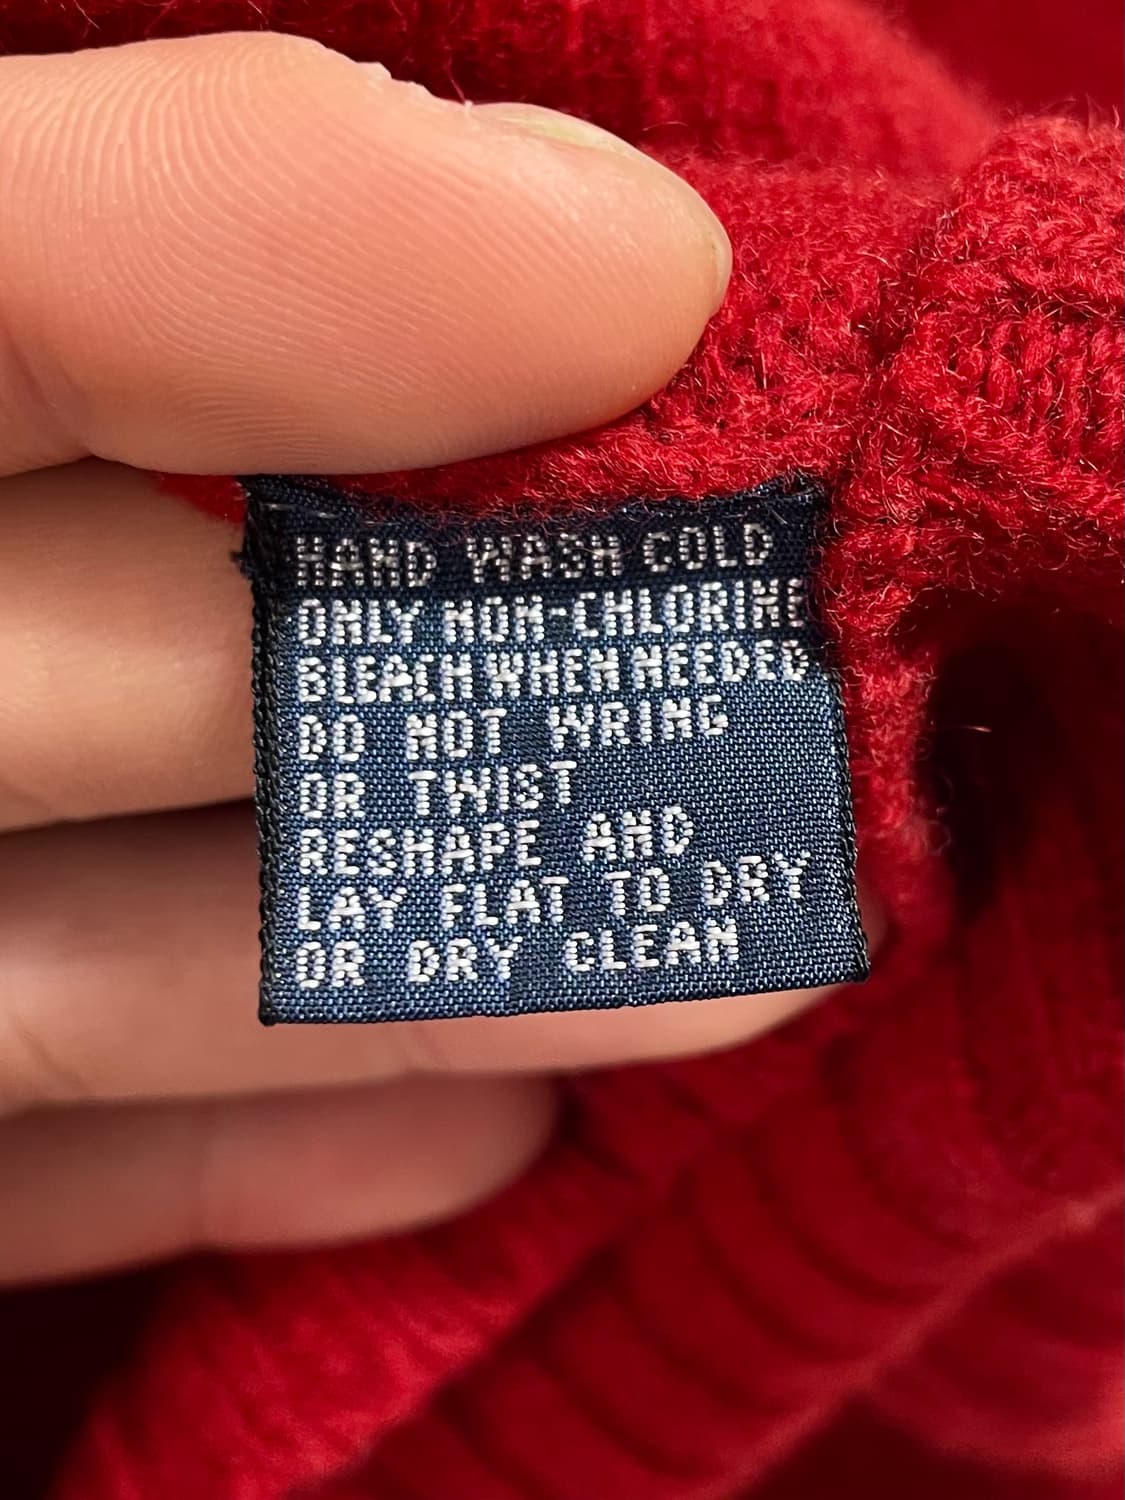 HAND WASH COLD
ONLY NON-CHLORINE
BLEACH WHEN NEEDED
DO NOT WRING
OR TWIST
RESHAPE AND
LAY FLAT TO DRY
OR DRY CLEAN